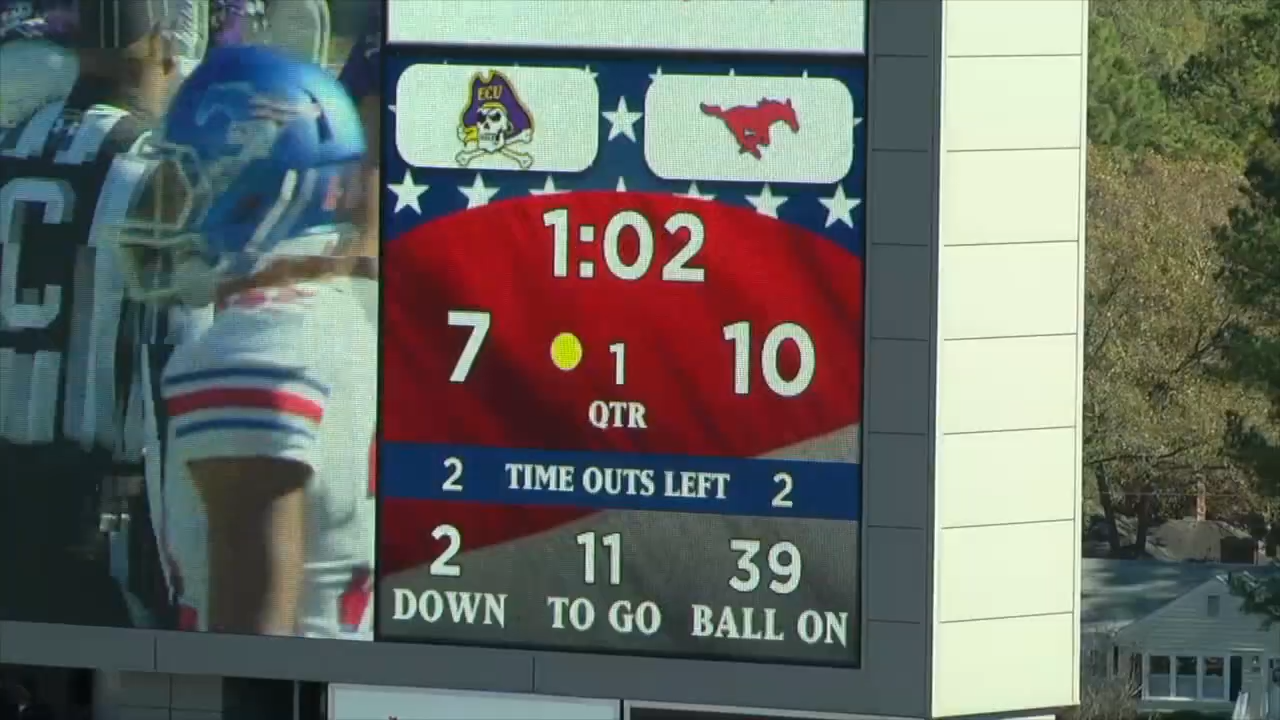 ECU
1:02
7 1 10
QTR
2 TIME OUTS LEFT 2
2 11 39
DOWN TO GO BALL ON
C